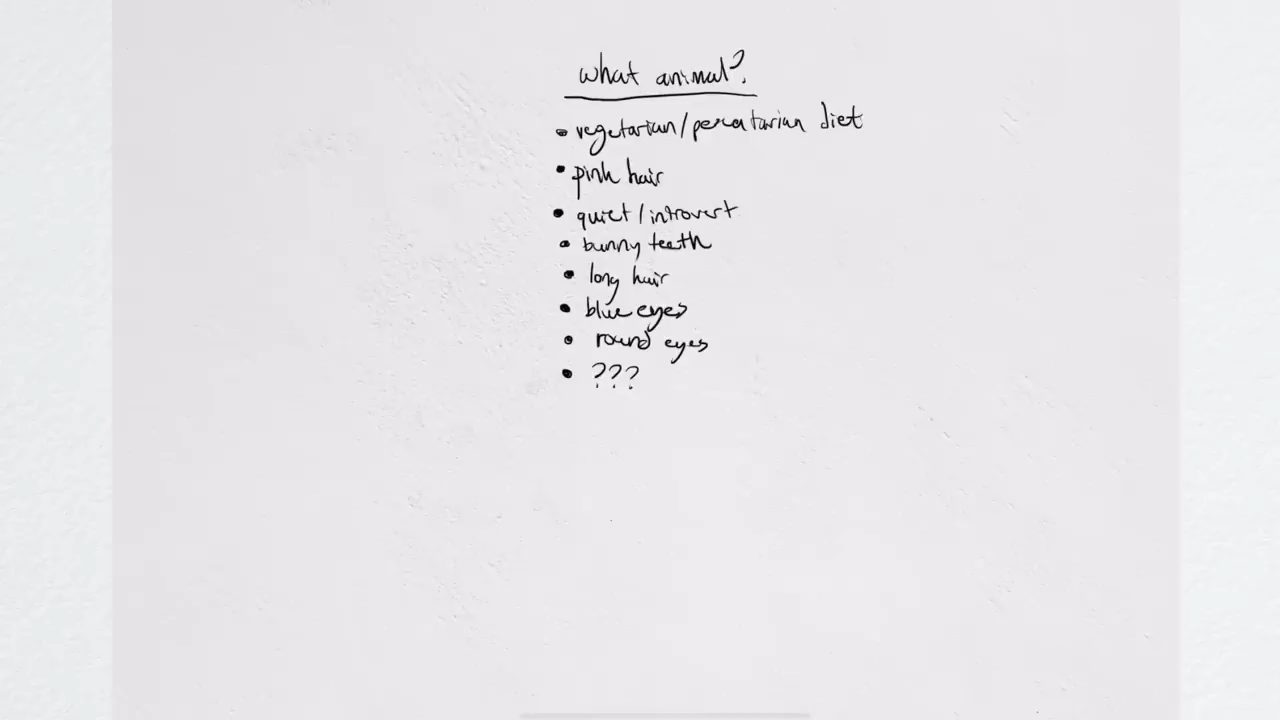 what animal?
• vegetarian/pescatarian diet
• pink hair
• quiet/introvert
• bunny teeth
• long hair
• blue eyes
• round eyes
• ???